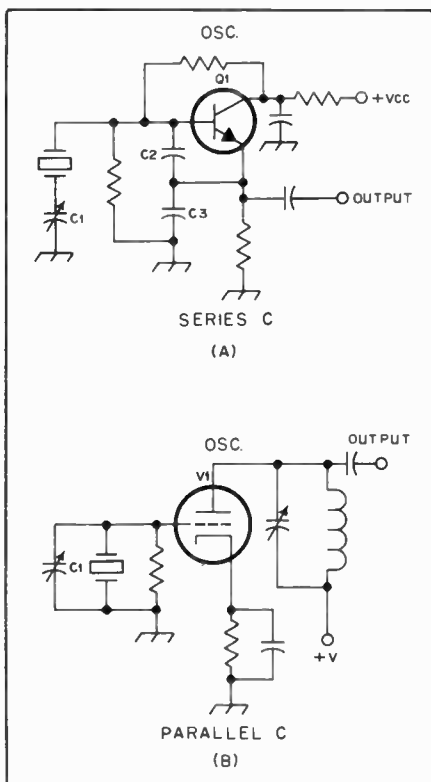 OSC.
Q1
+VCC
C2
C1
C3
OUTPUT
SERIES C
(A)
OSC.
OUTPUT
V1
C1
+V
PARALLEL C
(B)